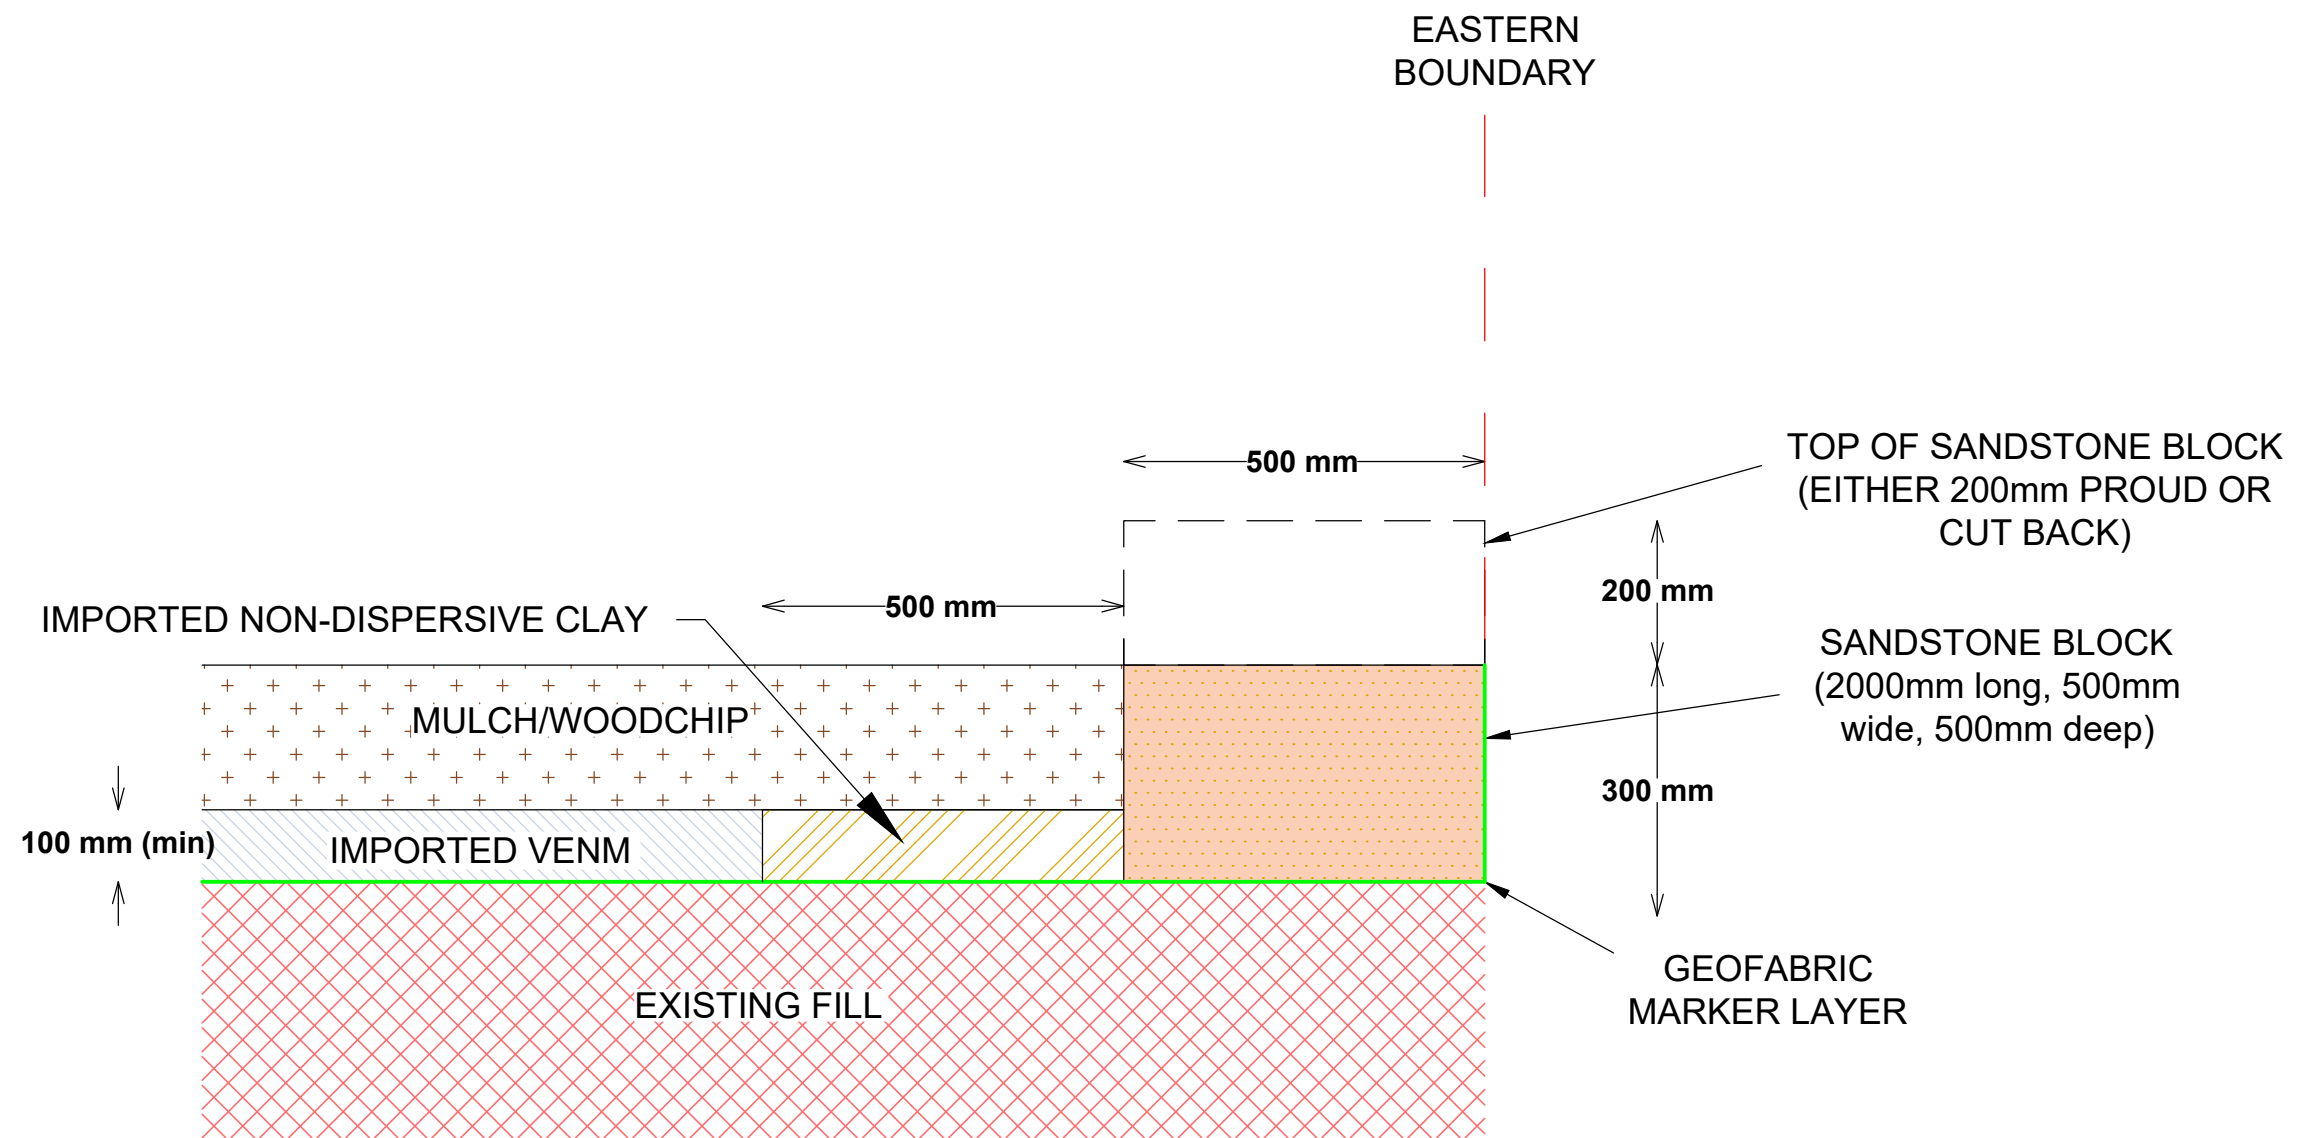 EASTERN
BOUNDARY
TOP OF SANDSTONE BLOCK
(EITHER 200mm PROUD OR
CUT BACK)
500 mm
200 mm
500 mm
IMPORTED NON-DISPERSIVE CLAY
SANDSTONE BLOCK
(2000mm long, 500mm
wide, 500mm deep)
MULCH/WOODCHIP
300 mm
100 mm (min)
IMPORTED VENM
GEOFABRIC
MARKER LAYER
EXISTING FILL